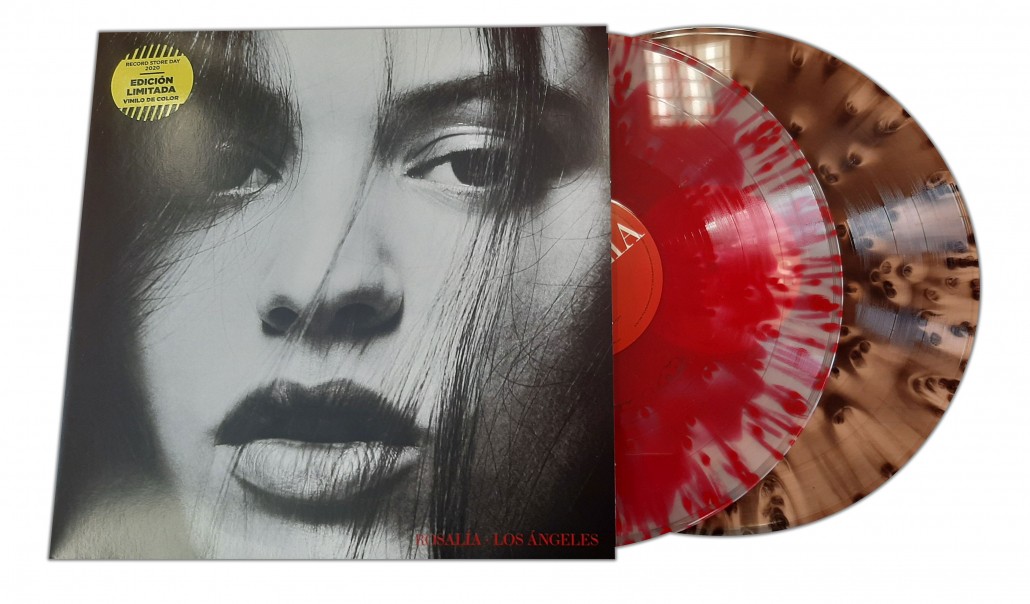 RECORD STORE DAY
2020
EDICIÓN
LIMITADA
VINILO DE COLOR
ROSALÍA · LOS ÁNGELES